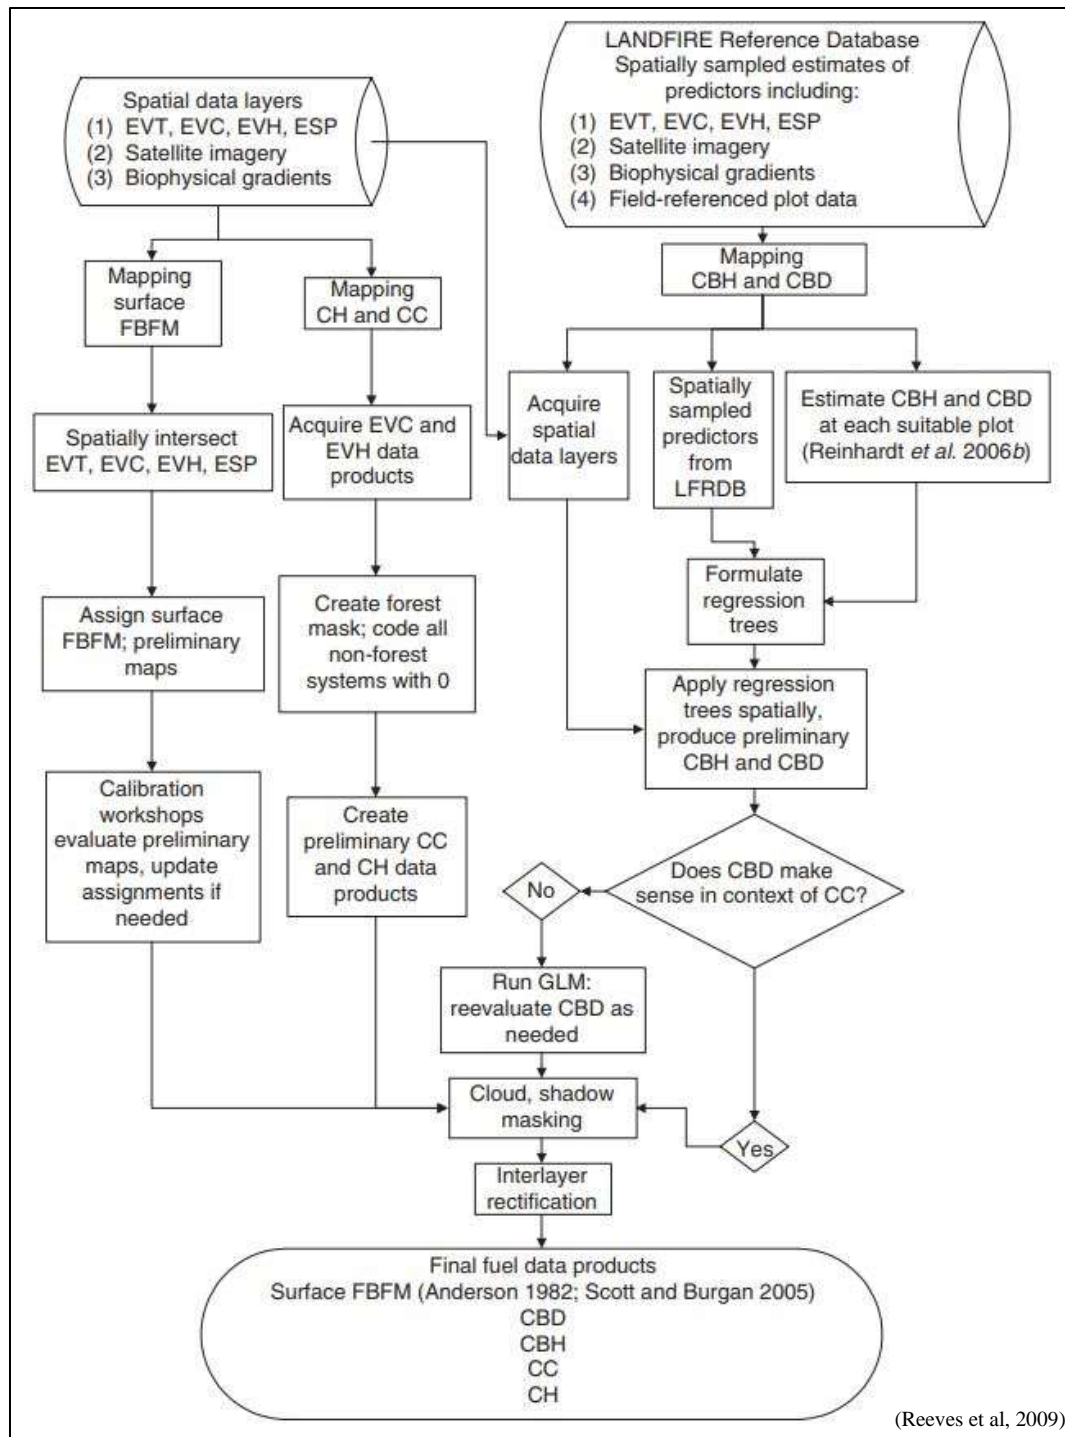 LANDFIRE Reference Database
Spatially sampled estimates of
predictors including:
(1) EVT, EVC, EVH, ESP
(2) Satellite imagery
(3) Biophysical gradients
(4) Field-referenced plot data
Spatial data layers
(1) EVT, EVC, EVH, ESP
(2) Satellite imagery
(3) Biophysical gradients
Mapping
surface
FBFM
Mapping
CH and CC
Mapping
CBH and CBD
Spatially intersect
EVT, EVC, EVH, ESP
Acquire EVC and
EVH data
products
Acquire
spatial
data layers
Spatially
sampled
predictors
from
LFRDB
Estimate CBH and CBD
at each suitable plot
(Reinhardt et al. 2006b)
Formulate
regression
trees
Assign surface
FBFM; preliminary
maps
Create forest
mask; code all
non-forest
systems with 0
Apply regression
trees spatially,
produce preliminary
CBH and CBD
Calibration
workshops
evaluate preliminary
maps, update
assignments if
needed
Create
preliminary CC
and CH data
products
Does CBD make
sense in context of CC?
No
Run GLM:
reevaluate CBD as
needed
Cloud, shadow
masking
Yes
Interlayer
rectification
Final fuel data products
Surface FBFM (Anderson 1982; Scott and Burgan 2005)
CBD
CBH
CC
CH
(Reeves et al, 2009)